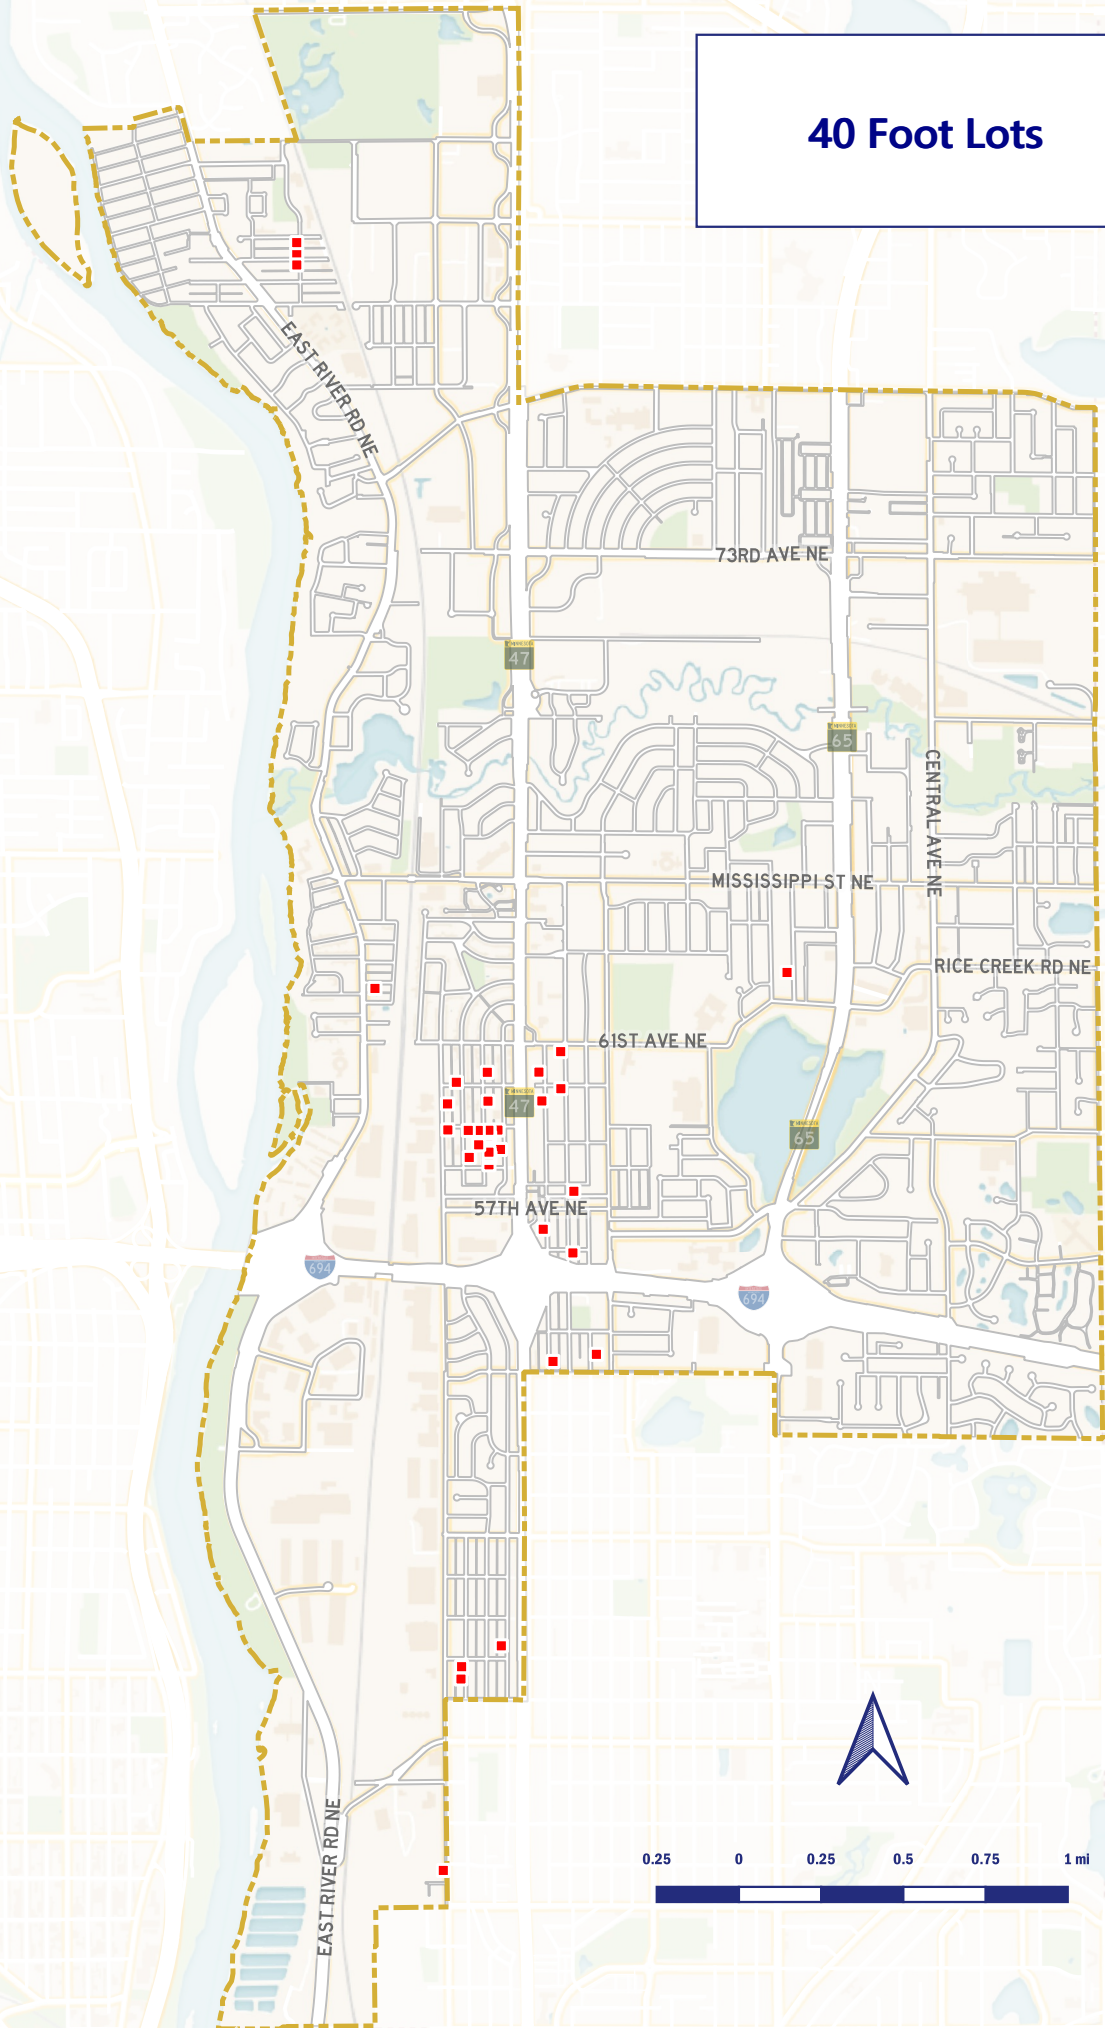 40 Foot Lots
EAST RIVER RD NE
73RD AVE NE
47
65
CENTRAL AVE NE
MISSISSIPPI ST NE
RICE CREEK RD NE
61ST AVE NE
47
65
57TH AVE NE
694
694
EAST RIVER RD NE
0.25 0 0.25 0.5 0.75 1 mi